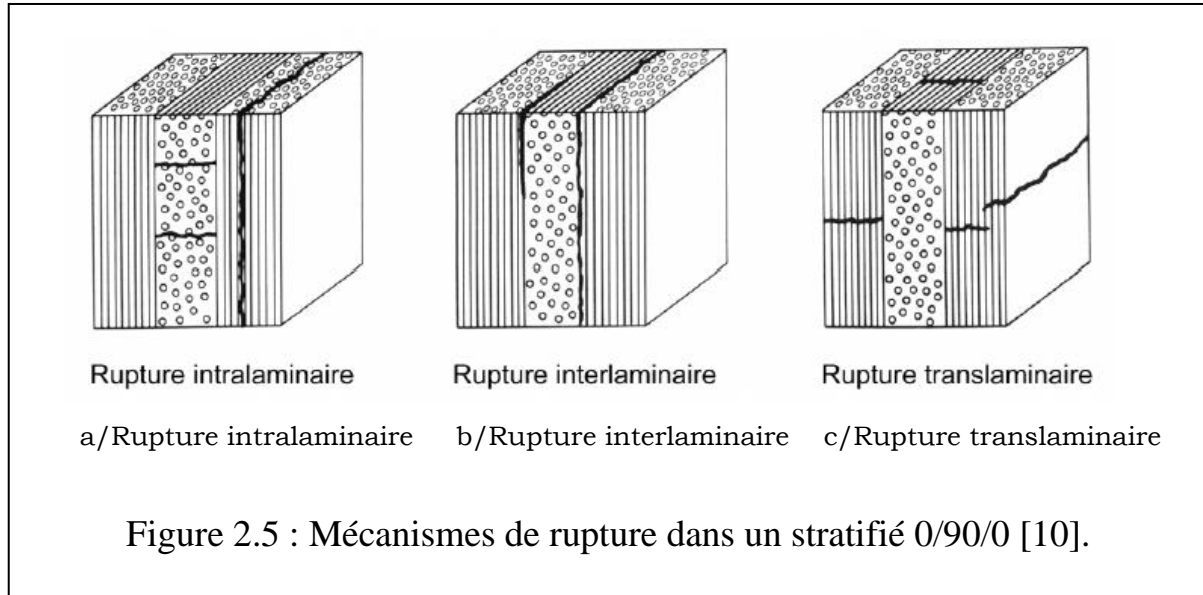 Rupture intralaminaire
Rupture interlaminaire
Rupture translaminaire
a/Rupture intralaminaire
b/Rupture interlaminaire
c/Rupture translaminaire
Figure 2.5 : Mécanismes de rupture dans un stratifié 0/90/0 [10].